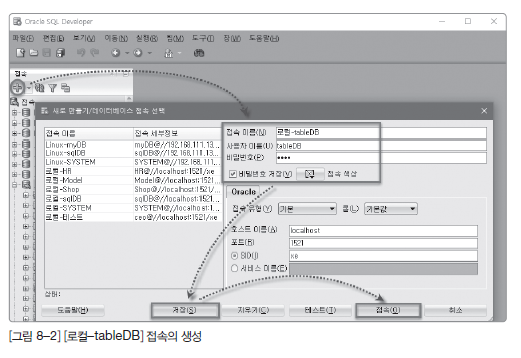 Oracle SQL Developer
파일(F) 편집(E) 보기(V) 이동(N) 실행(R) 팀(M) 도구(T) 창(W) 도움말(H)
접속
접속
새로 만들기/데이터베이스 접속 선택
접속 이름 접속 세부정보
Linux-myDB myDB@//192,168,111,13...
Linux-sqlDB sqlDB@//192,168,111,13...
Linux-SYSTEM SYSTEM@//192,168,111,...
로컬-HR HR@//localhost:1521/xe
로컬-Model Model@//localhost:1521/...
로컬-Shop Shop@//localhost:1521/xe
로컬-sqlDB sqlDB@//localhost:1521/...
로컬-SYSTEM SYSTEM@//localhost:1...
로컬-테스트 ceo@//localhost:1521/xe
접속 이름(N) 로컬-tableDB
사용자 이름(U) tableDB
비밀번호(P) ••••
비밀번호 저장(V) 접속 색상
Oracle
접속 유형(Y) 기본 롤(L) 기본값
호스트 이름(A) localhost
포트(R) 1521
SID(I) xe
서비스 이름(E)
상태:
도움말(H) 저장(S) 지우기(C) 테스트(T) 접속(O) 취소
[그림 8-2] [로컬-tableDB] 접속의 생성